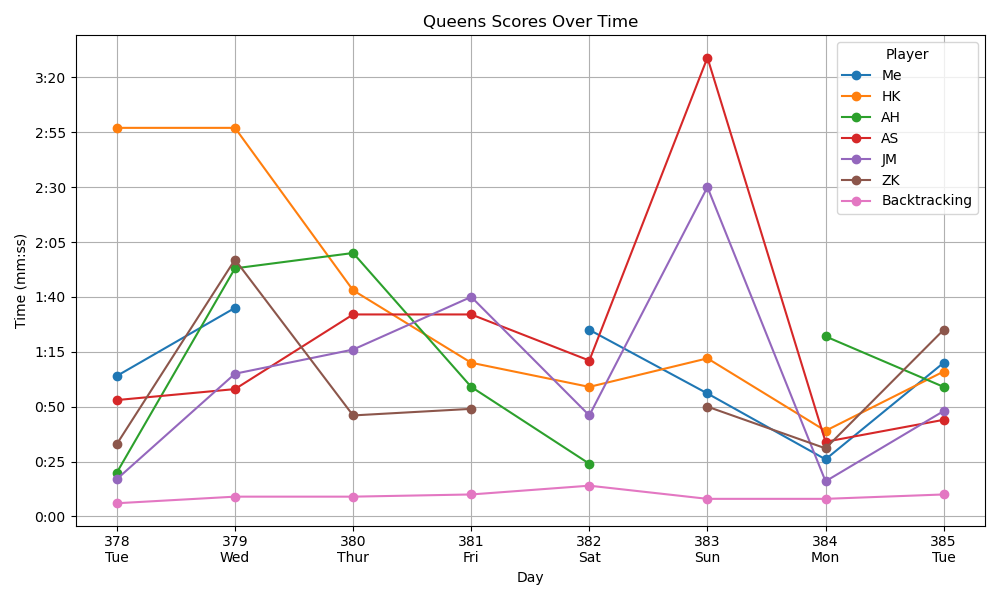 Queens Scores Over Time
Player
Me
HK
AH
AS
JM
ZK
Backtracking
Time (mm:ss)
3:20
2:55
2:30
2:05
1:40
1:15
0:50
0:25
0:00
378 379 380 381 382 383 384 385
Tue Wed Thur Fri Sat Sun Mon Tue
Day